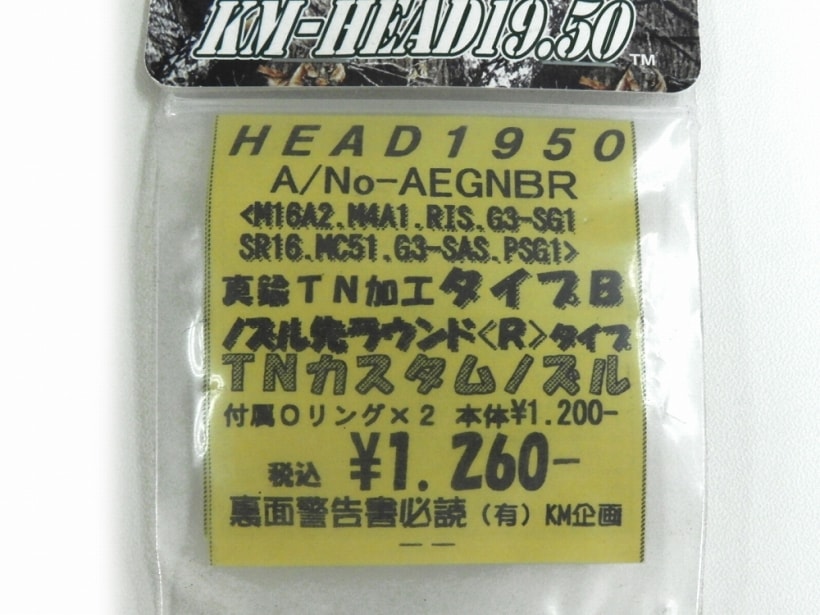 KM-HEAD19.50™
HEAD1950
A/No-AEGNBR
<M16A2.M4A1.RIS.G3-SG1
SR16.MC51.G3-SAS.PSG1>
真鍮TN加工タイプB
ノズル先ラウンド<R>タイプ
TNカスタムノズル
付属Oリング×2 本体¥1.200-
税込 ¥1.260-
裏面警告書必読(有)KM企画